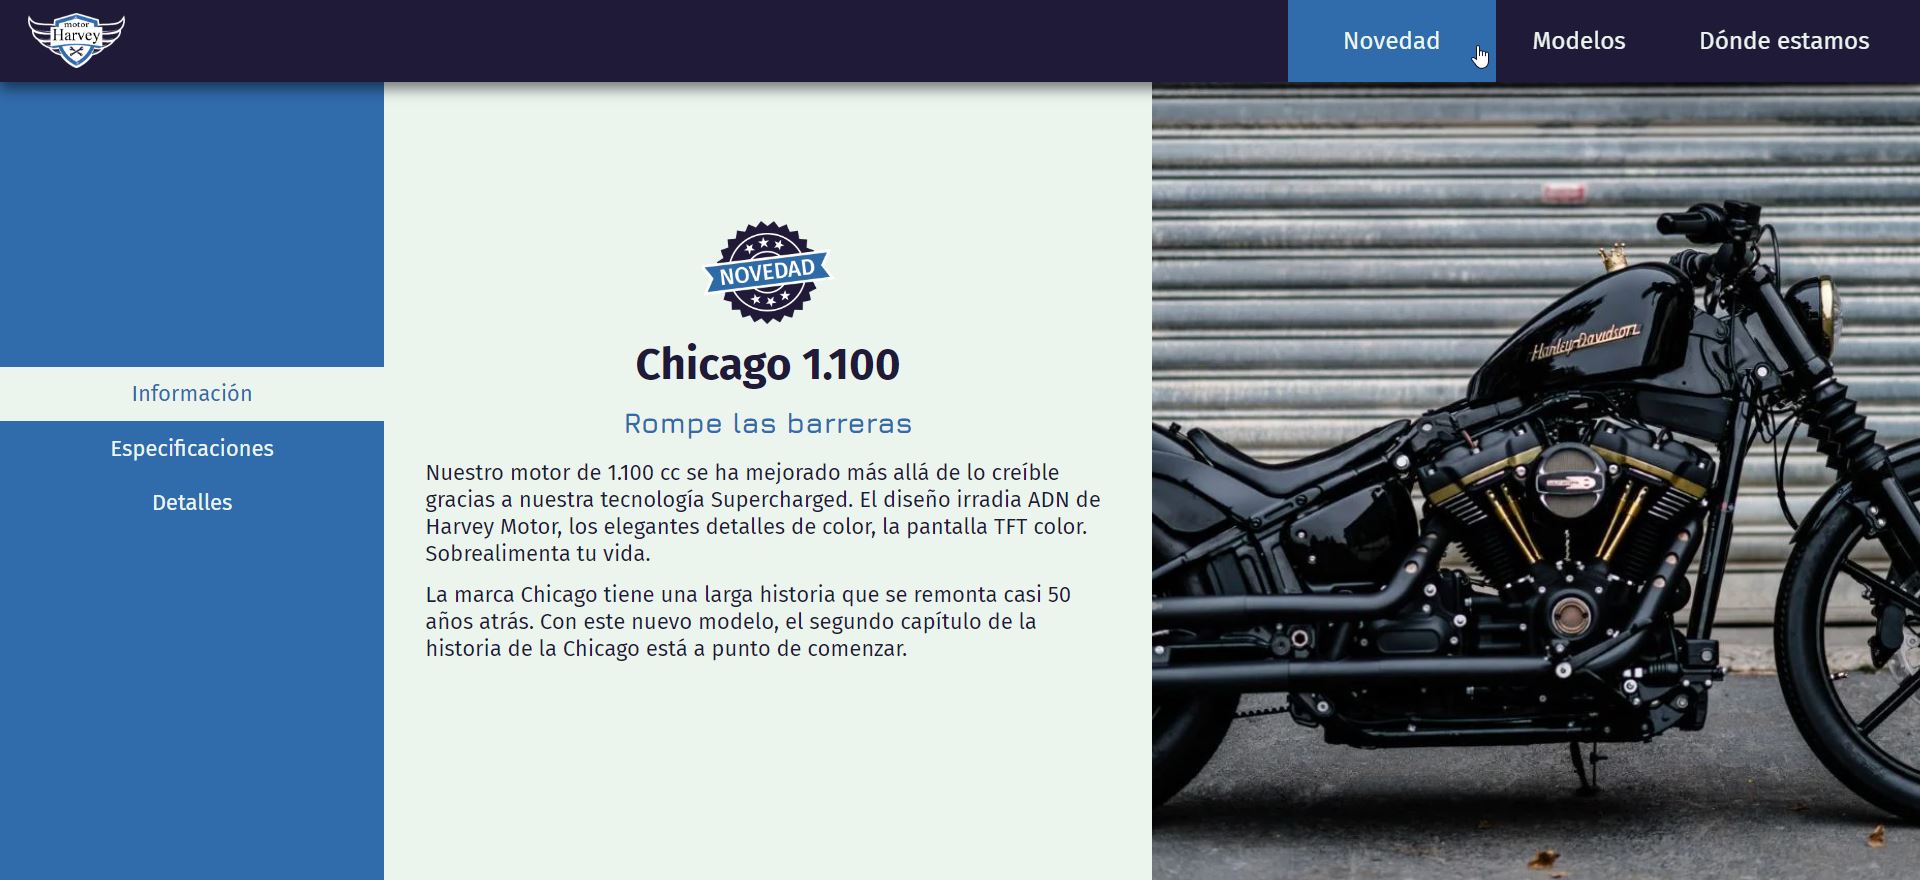 motor
Harvey
Novedad
Modelos
Dónde estamos
Información
Especificaciones
Detalles
NOVEDAD
Chicago 1.100
Rompe las barreras
Nuestro motor de 1.100 cc se ha mejorado más allá de lo creíble
gracias a nuestra tecnología Supercharged. El diseño irradia ADN de
Harvey Motor, los elegantes detalles de color, la pantalla TFT color.
Sobrealimenta tu vida.
La marca Chicago tiene una larga historia que se remonta casi 50
años atrás. Con este nuevo modelo, el segundo capítulo de la
historia de la Chicago está a punto de comenzar.
Harley-Davidson